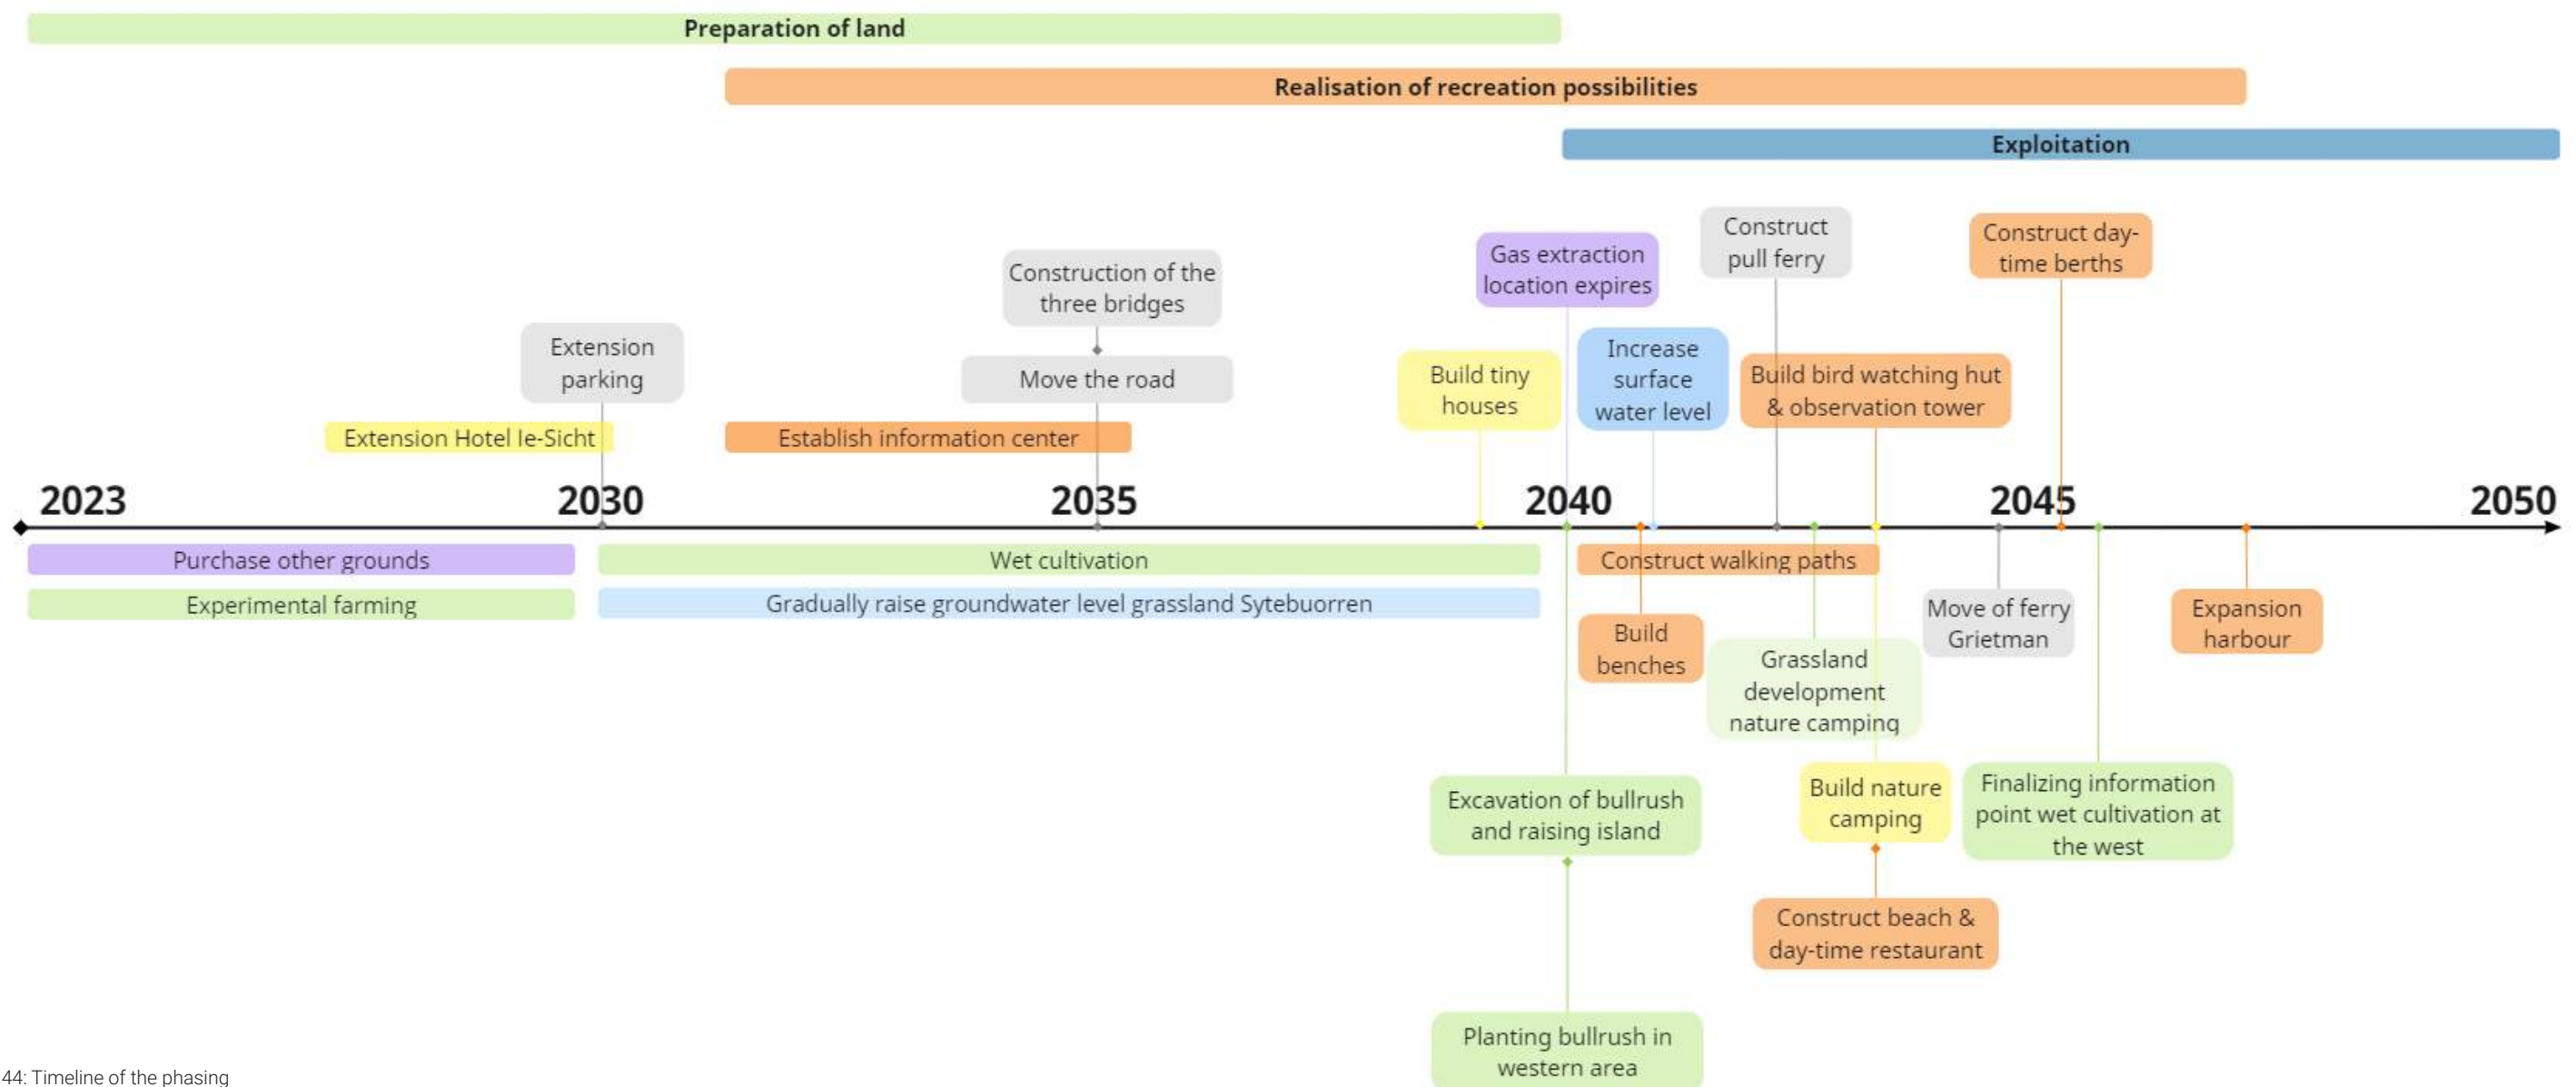 Preparation of land
Realisation of recreation possibilities
Exploitation
Construct
pull ferry
Construct day-
time berths
Gas extraction
location expires
Construction of the
three bridges
Extension
parking
Move the road
Build tiny
houses
Increase
surface
water level
Build bird watching hut
& observation tower
Extension Hotel Ie-Sicht
Establish information center
2023
2030
2035
2040
2045
2050
Purchase other grounds
Wet cultivation
Construct walking paths
Experimental farming
Gradually raise groundwater level grassland Sytebuorren
Build
benches
Move of ferry
Grietman
Expansion
harbour
Grassland
development
nature camping
Excavation of bullrush
and raising island
Build nature
camping
Finalizing information
point wet cultivation at
the west
Construct beach &
day-time restaurant
Planting bullrush in
western area
44: Timeline of the phasing